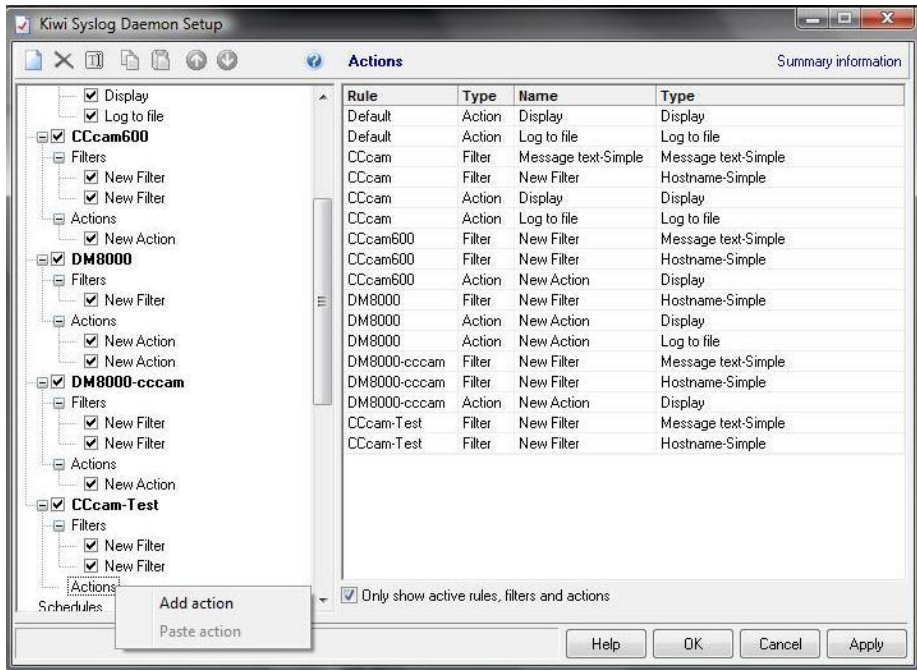 Kiwi Syslog Daemon Setup
Actions
Summary information
Display
Log to file
CCcam600
Filters
New Filter
New Filter
Actions
New Action
DM8000
Filters
New Filter
Actions
New Action
New Action
DM8000-cccam
Filters
New Filter
New Filter
Actions
New Action
CCcam-Test
Filters
New Filter
New Filter
Actions
Schedules
Add action
Paste action
Rule Type Name Type
Default Action Display Display
Default Action Log to file Log to file
CCcam Filter Message text-Simple Message text-Simple
CCcam Filter New Filter Hostname-Simple
CCcam Action Display Display
CCcam Action Log to file Log to file
CCcam600 Filter New Filter Message text-Simple
CCcam600 Filter New Filter Hostname-Simple
CCcam600 Action New Action Display
DM8000 Filter New Filter Hostname-Simple
DM8000 Action New Action Display
DM8000 Action New Action Log to file
DM8000-cccam Filter New Filter Message text-Simple
DM8000-cccam Filter New Filter Hostname-Simple
DM8000-cccam Action New Action Display
CCcam-Test Filter New Filter Message text-Simple
CCcam-Test Filter New Filter Hostname-Simple
Only show active rules, filters and actions
Help OK Cancel Apply